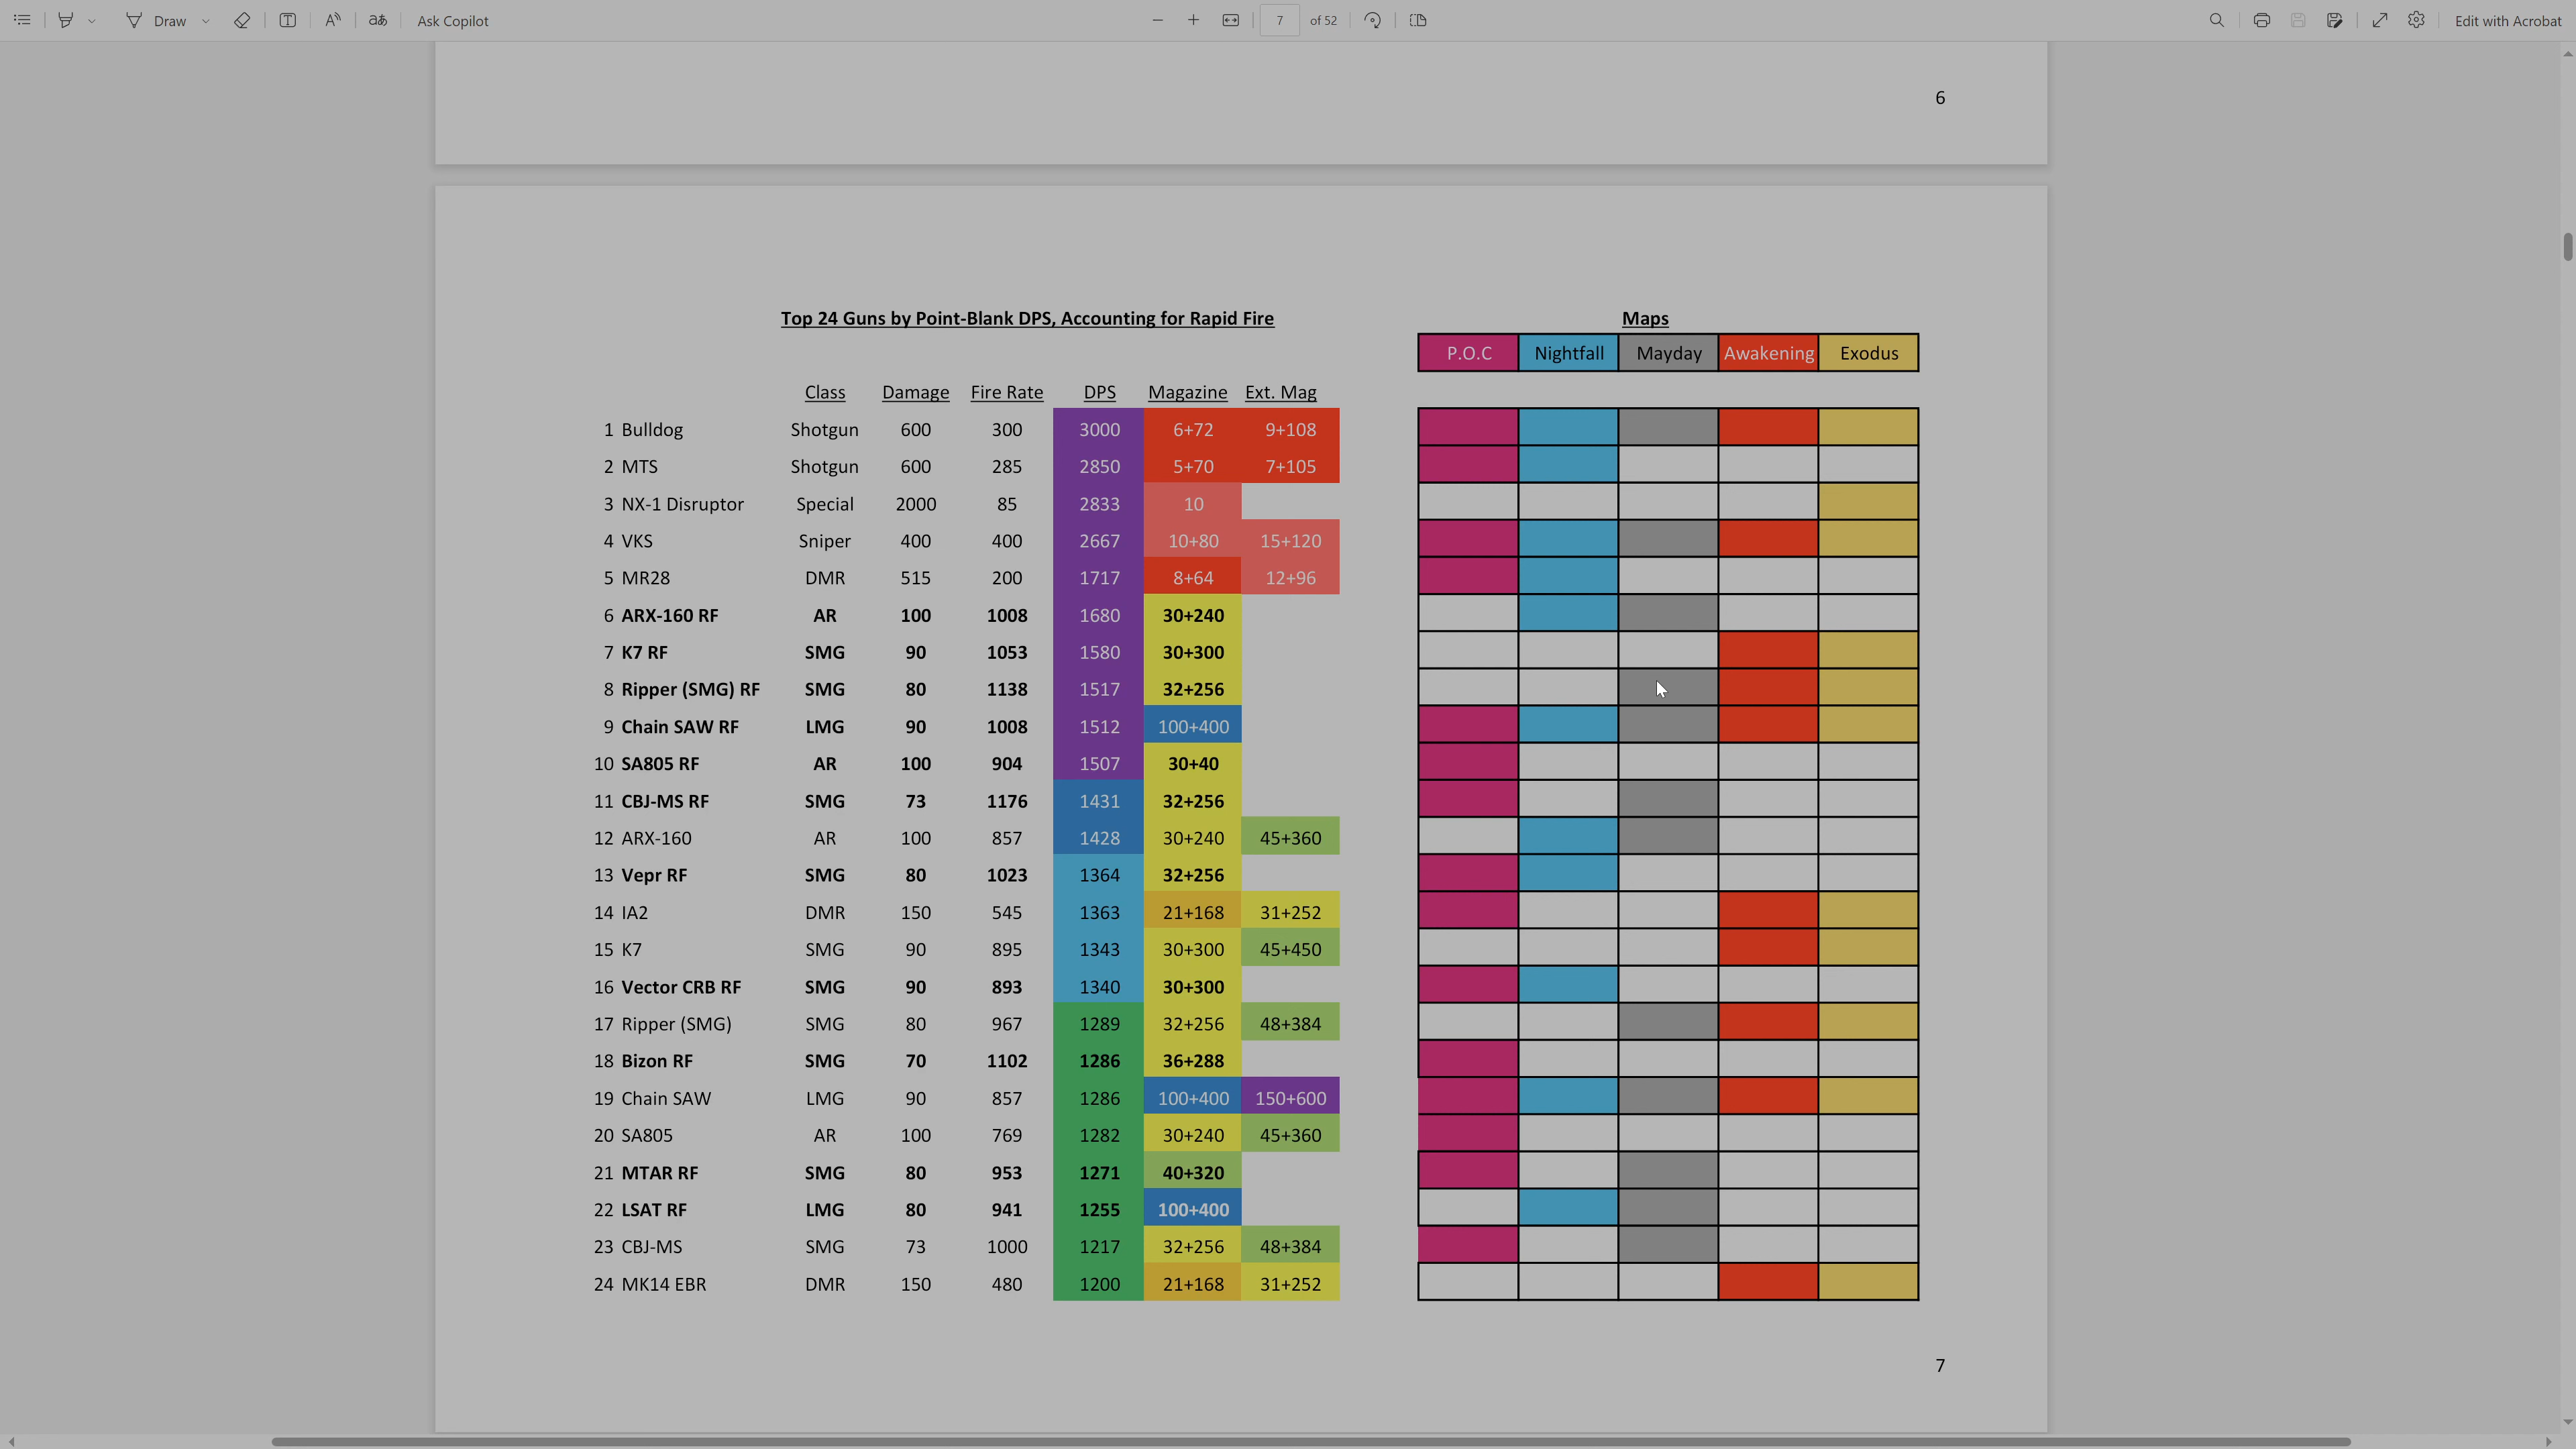 Draw Ask Copilot 7 of 52 Edit with Acrobat
6
Top 24 Guns by Point-Blank DPS, Accounting for Rapid Fire Maps
P.O.C Nightfall Mayday Awakening Exodus
Class Damage Fire Rate DPS Magazine Ext. Mag
1 Bulldog Shotgun 600 300 3000 6+72 9+108
2 MTS Shotgun 600 285 2850 5+70 7+105
3 NX-1 Disruptor Special 2000 85 2833 10
4 VKS Sniper 400 400 2667 10+80 15+120
5 MR28 DMR 515 200 1717 8+64 12+96
6 ARX-160 RF AR 100 1008 1680 30+240
7 K7 RF SMG 90 1053 1580 30+300
8 Ripper (SMG) RF SMG 80 1138 1517 32+256
9 Chain SAW RF LMG 90 1008 1512 100+400
10 SA805 RF AR 100 904 1507 30+40
11 CBJ-MS RF SMG 73 1176 1431 32+256
12 ARX-160 AR 100 857 1428 30+240 45+360
13 Vepr RF SMG 80 1023 1364 32+256
14 IA2 DMR 150 545 1363 21+168 31+252
15 K7 SMG 90 895 1343 30+300 45+450
16 Vector CRB RF SMG 90 893 1340 30+300
17 Ripper (SMG) SMG 80 967 1289 32+256 48+384
18 Bizon RF SMG 70 1102 1286 36+288
19 Chain SAW LMG 90 857 1286 100+400 150+600
20 SA805 AR 100 769 1282 30+240 45+360
21 MTAR RF SMG 80 953 1271 40+320
22 LSAT RF LMG 80 941 1255 100+400
23 CBJ-MS SMG 73 1000 1217 32+256 48+384
24 MK14 EBR DMR 150 480 1200 21+168 31+252
7